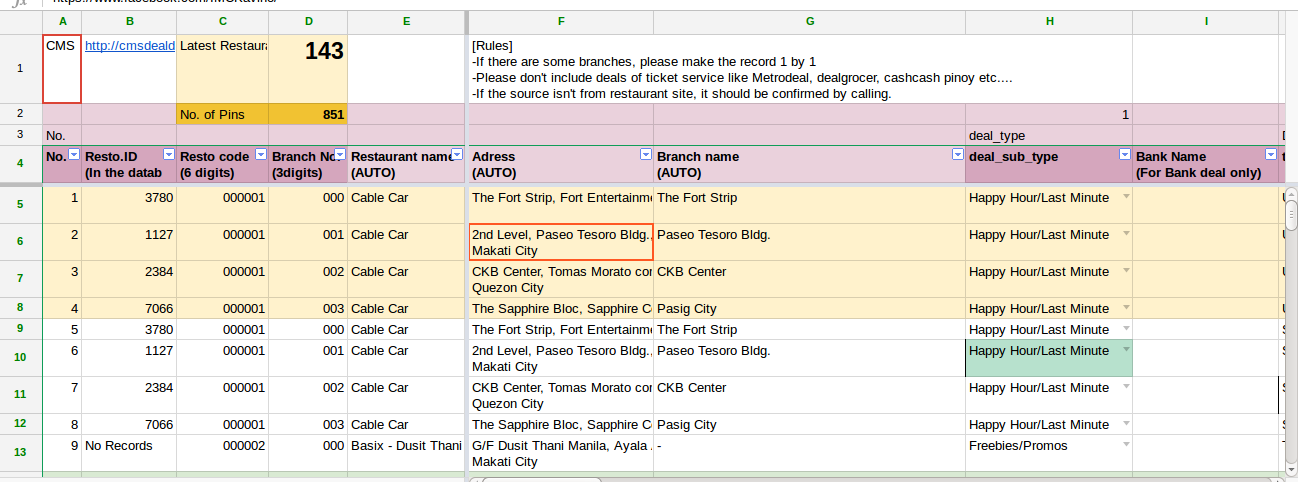 https://www.facebook.com/IMSKavins/
A B C D E F G H I
1 CMS http://cmsdeald Latest Restaura 143 [Rules]
-If there are some branches, please make the record 1 by 1
-Please don't include deals of ticket service like Metrodeal, dealgrocer, cashcash pinoy etc....
-If the source isn't from restaurant site, it should be confirmed by calling.
2 No. of Pins 851 1
3 No. deal_type
4 No. Resto.ID Resto code Branch No. Restaurant name Adress Branch name deal_sub_type Bank Name
(In the datab (6 digits) (3digits) (AUTO) (AUTO) (AUTO) (For Bank deal only)
5 1 3780 000001 000 Cable Car The Fort Strip, Fort Entertainme The Fort Strip Happy Hour/Last Minute
6 2 1127 000001 001 Cable Car 2nd Level, Paseo Tesoro Bldg., Paseo Tesoro Bldg. Happy Hour/Last Minute
Makati City
7 3 2384 000001 002 Cable Car CKB Center, Tomas Morato cor CKB Center Happy Hour/Last Minute
Quezon City
8 4 7066 000001 003 Cable Car The Sapphire Bloc, Sapphire C Pasig City Happy Hour/Last Minute
9 5 3780 000001 000 Cable Car The Fort Strip, Fort Entertainme The Fort Strip Happy Hour/Last Minute
10 6 1127 000001 001 Cable Car 2nd Level, Paseo Tesoro Bldg., Paseo Tesoro Bldg. Happy Hour/Last Minute
Makati City
11 7 2384 000001 002 Cable Car CKB Center, Tomas Morato cor CKB Center Happy Hour/Last Minute
Quezon City
12 8 7066 000001 003 Cable Car The Sapphire Bloc, Sapphire C Pasig City Happy Hour/Last Minute
13 9 No Records 000002 000 Basix - Dusit Thani G/F Dusit Thani Manila, Ayala - Freebies/Promos
Makati City